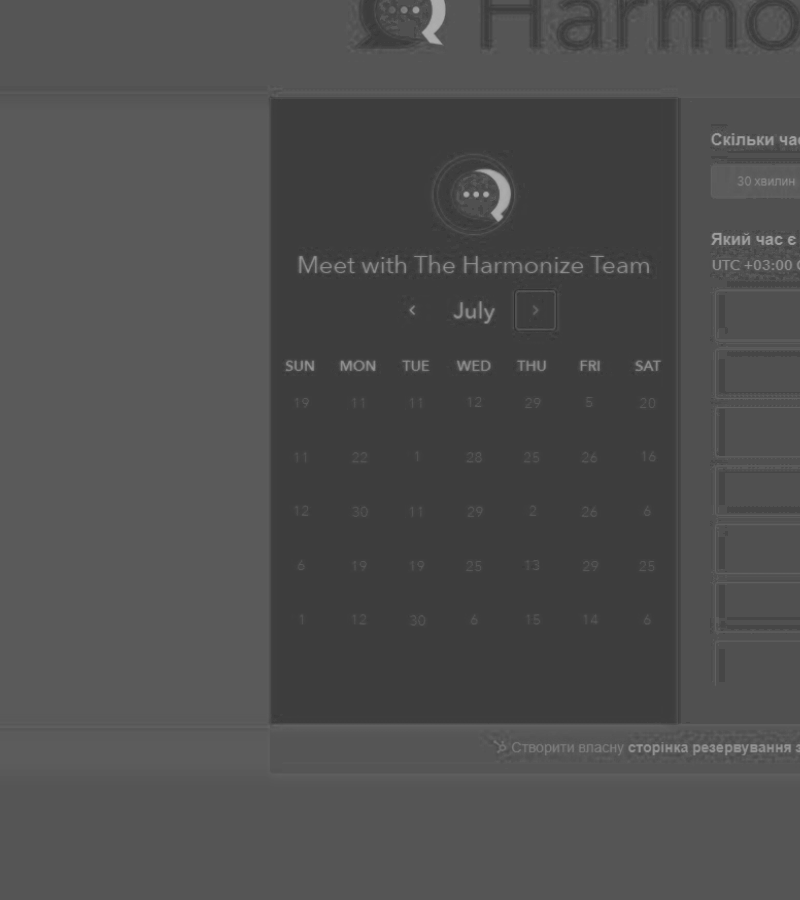 Harmo
Meet with The Harmonize Team
‹ July ›
SUN MON TUE WED THU FRI SAT
19 11 11 12 29 5 20
11 22 1 28 25 26 16
12 30 11 29 2 26 6
6 19 19 25 13 29 25
1 12 30 6 15 14 6
Скільки час
30 хвилин
Який час є
UTC +03:00
Створити власну сторінка резервування з